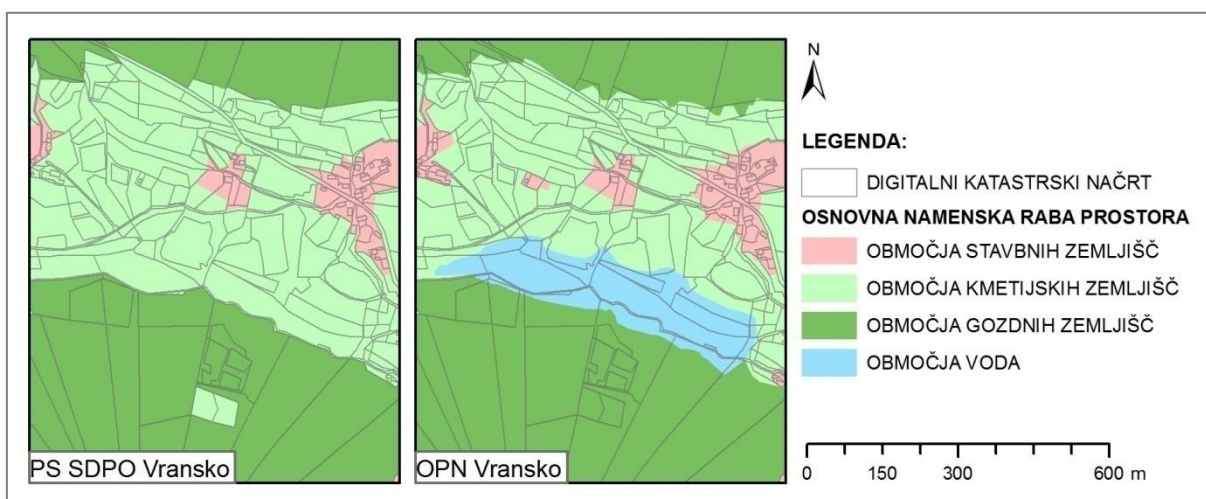 PS SDPO Vransko
OPN Vransko
N
LEGENDA:
DIGITALNI KATASTRSKI NAČRT
OSNOVNA NAMENSKA RABA PROSTORA
OBMOČJA STAVBNIH ZEMLJIŠČ
OBMOČJA KMETIJSKIH ZEMLJIŠČ
OBMOČJA GOZDNIH ZEMLJIŠČ
OBMOČJA VODA
0 150 300 600 m